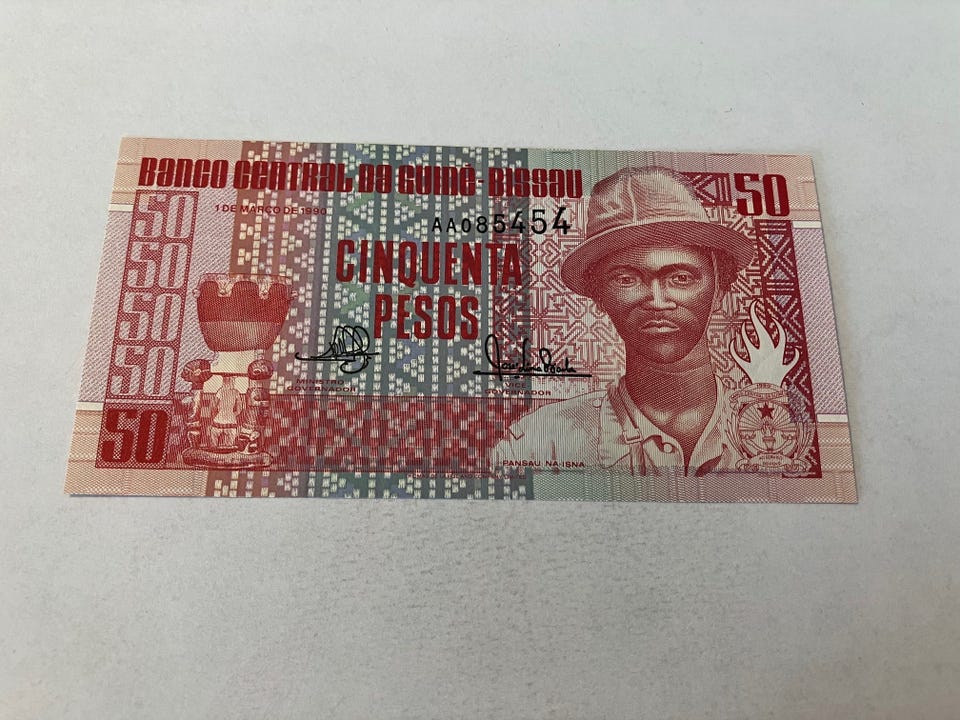 BANCO CENTRAL DA GUINÉ-BISSAU
50
1 DE MARÇO DE 1990
AA085454
50
50
50
50
CINQUENTA
PESOS
MINISTRO
GOVERNADOR
VICE
GOVERNADOR
50
PANSAU NA ISNA